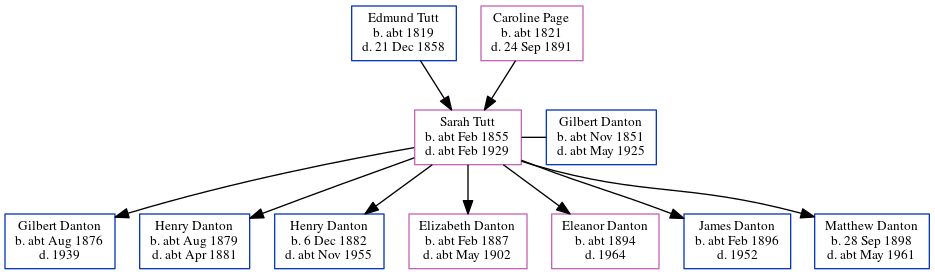 Edmund Tutt
b. abt 1819
d. 21 Dec 1858
Caroline Page
b. abt 1821
d. 24 Sep 1891
Sarah Tutt
b. abt Feb 1855
d. abt Feb 1929
Gilbert Danton
b. abt Nov 1851
d. abt May 1925
Gilbert Danton
b. abt Aug 1876
d. 1939
Henry Danton
b. abt Aug 1879
d. abt Apr 1881
Henry Danton
b. 6 Dec 1882
d. abt Nov 1955
Elizabeth Danton
b. abt Feb 1887
d. abt May 1902
Eleanor Danton
b. abt 1894
d. 1964
James Danton
b. abt Feb 1896
d. 1952
Matthew Danton
b. 28 Sep 1898
d. abt May 1961